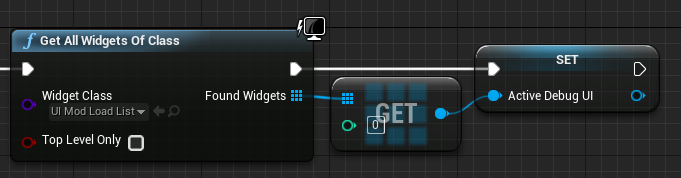 Get All Widgets Of Class
SET
Widget Class
UI Mod Load List
Found Widgets
Top Level Only
GET
0
Active Debug UI